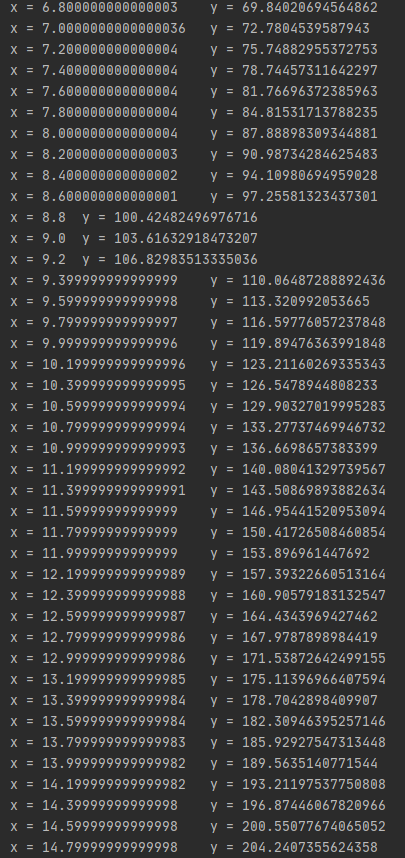 x = 6.800000000000003    y = 69.84020694564862
x = 7.0000000000000036   y = 72.7804539587943
x = 7.200000000000004    y = 75.74882955372753
x = 7.400000000000004    y = 78.74457311642297
x = 7.600000000000004    y = 81.76696372385963
x = 7.800000000000004    y = 84.81531713788235
x = 8.000000000000004    y = 87.88898309344881
x = 8.200000000000003    y = 90.98734284625483
x = 8.400000000000002    y = 94.10980694959028
x = 8.600000000000001    y = 97.25581323437301
x = 8.8  y = 100.42482496976716
x = 9.0  y = 103.61632918473207
x = 9.2  y = 106.82983513335036
x = 9.399999999999999    y = 110.06487288892436
x = 9.599999999999998    y = 113.320992053665
x = 9.799999999999997    y = 116.59776057237848
x = 9.999999999999996    y = 119.89476363991848
x = 10.199999999999996   y = 123.21160269335343
x = 10.399999999999995   y = 126.5478944808233
x = 10.599999999999994   y = 129.90327019995283
x = 10.799999999999994   y = 133.27737469946732
x = 10.999999999999993   y = 136.6698657383399
x = 11.199999999999992   y = 140.08041329739567
x = 11.399999999999991   y = 143.50869893882634
x = 11.59999999999999    y = 146.95441520953094
x = 11.79999999999999    y = 150.41726508460854
x = 11.99999999999999    y = 153.896961447692
x = 12.199999999999989   y = 157.39322660513164
x = 12.399999999999988   y = 160.90579183132547
x = 12.599999999999987   y = 164.4343969427462
x = 12.799999999999986   y = 167.9787898984419
x = 12.999999999999986   y = 171.53872642499155
x = 13.199999999999985   y = 175.11396966407594
x = 13.399999999999984   y = 178.7042898409907
x = 13.599999999999984   y = 182.30946395257146
x = 13.799999999999983   y = 185.92927547313448
x = 13.999999999999982   y = 189.5635140771544
x = 14.199999999999982   y = 193.21197537750808
x = 14.39999999999998    y = 196.87446067820966
x = 14.59999999999998    y = 200.55077674065052
x = 14.79999999999998    y = 204.2407355624358